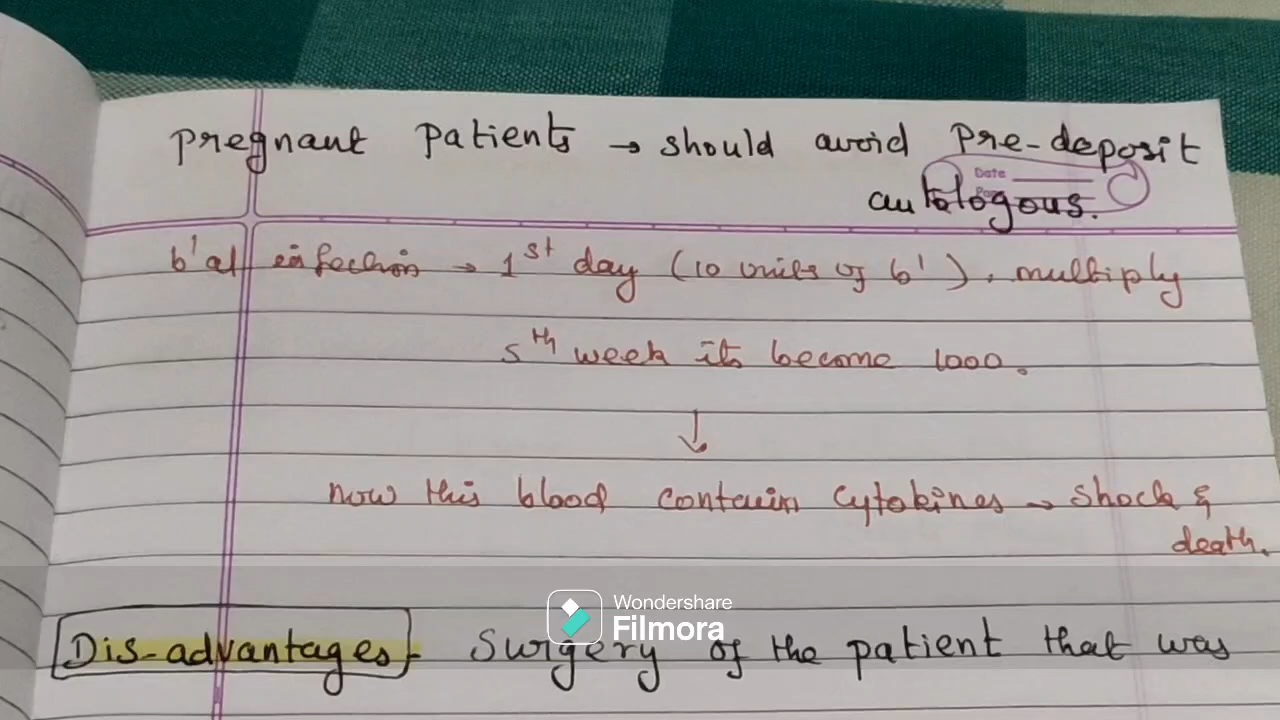 pregnant patients → should avoid Pre-deposit
Date
autologous.
b'al infection → 1st day (10 units of b'). multiply
5th week its become 1000.
↓
now this blood contain cytokines → shock &
death.
Wondershare
Filmora
Dis-advantages - Surgery of the patient that was